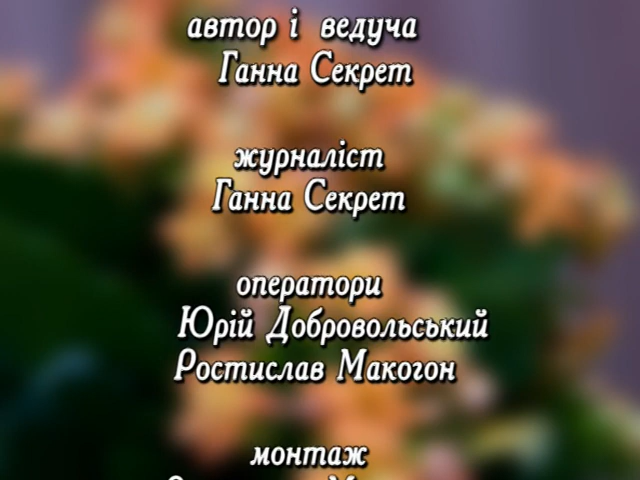 автор і ведуча
Ганна Секрет
журналіст
Ганна Секрет
оператори
Юрій Добровольський
Ростислав Макогон
монтаж